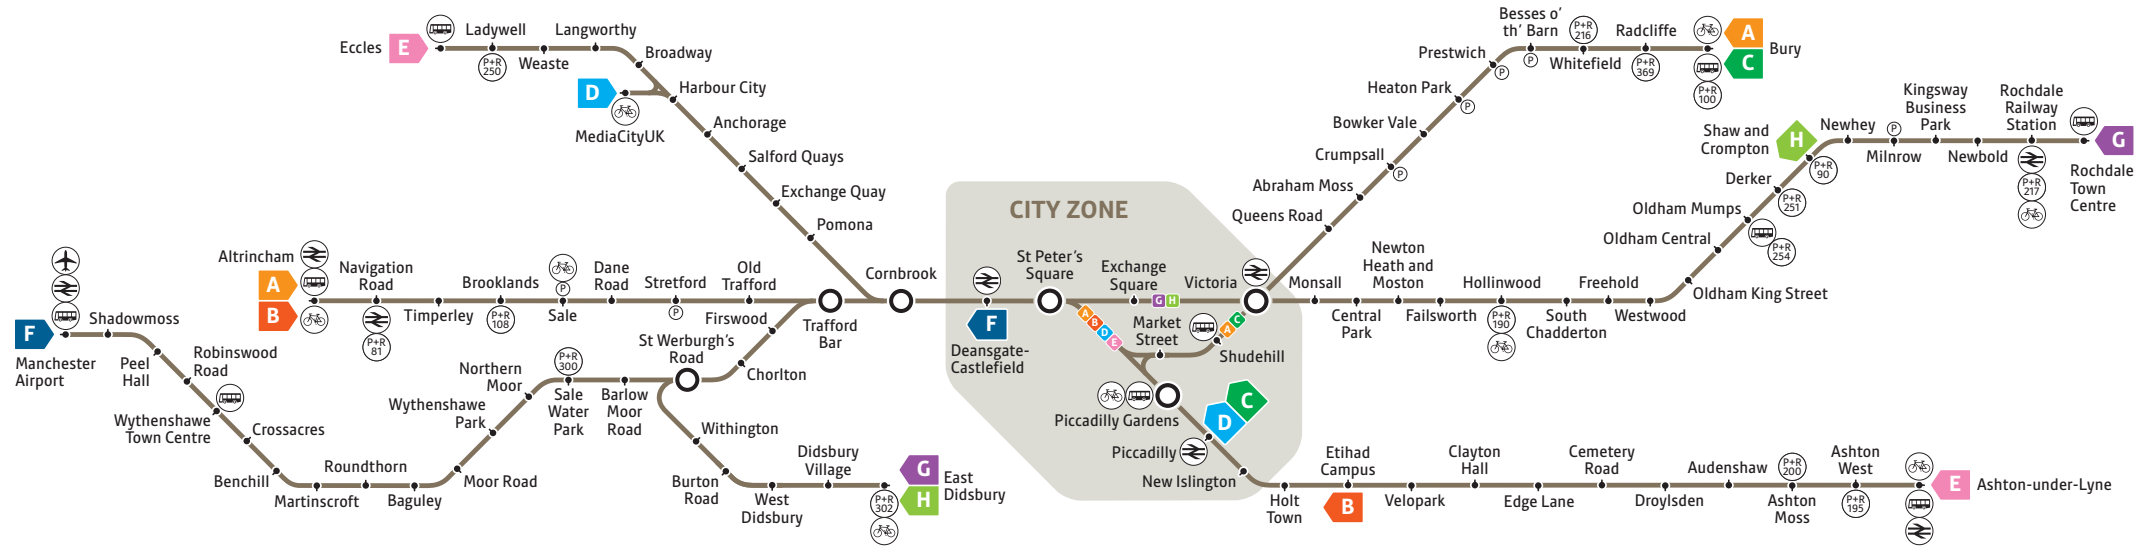 Eccles
E
Ladywell
P+R
250
Weaste
Langworthy
Broadway
D
MediaCityUK
Harbour City
Anchorage
Salford Quays
Exchange Quay
Pomona
Altrincham
A
B
Navigation
Road
P+R
81
Timperley
Brooklands
P+R
108
P
Sale
Dane
Road
Stretford
P
Old
Trafford
Trafford
Bar
Cornbrook
F
Manchester
Airport
Shadowmoss
Peel
Hall
Robinswood
Road
Wythenshawe
Town Centre
Crossacres
Benchill
Martinscroft
Roundthorn
Baguley
Moor Road
Wythenshawe
Park
Northern
Moor
P+R
300
Sale
Water
Park
Barlow
Moor
Road
St Werburgh's
Road
Chorlton
Firswood
Withington
Burton
Road
West
Didsbury
Didsbury
Village
G
H
P+R
302
East
Didsbury
CITY ZONE
F
Deansgate-
Castlefield
St Peter's
Square
Exchange
Square
G H
Victoria
A
B
D
E
Market
Street
A
C
Shudehill
Piccadilly Gardens
C
D
Piccadilly
New Islington
Holt
Town
Etihad
Campus
B
Velopark
Clayton
Hall
Edge Lane
Cemetery
Road
Droylsden
Audenshaw
P+R
200
Ashton
Moss
Ashton
West
P+R
195
E
Ashton-under-Lyne
Queens Road
Abraham Moss
Crumpsall
P
Bowker Vale
Heaton Park
P
Prestwich
P
Besses o'
th' Barn
P
P+R
216
Whitefield
Radcliffe
P+R
369
P+R
100
A
C
Bury
Monsall
Central
Park
Newton
Heath and
Moston
Failsworth
Hollinwood
P+R
190
South
Chadderton
Freehold
Westwood
Oldham King Street
Oldham Central
Oldham Mumps
P+R
254
Derker
P+R
251
Shaw and
Crompton
H
P+R
90
Newhey
P
Milnrow
Kingsway
Business
Park
Newbold
Rochdale
Railway
Station
P+R
217
G
Rochdale
Town
Centre